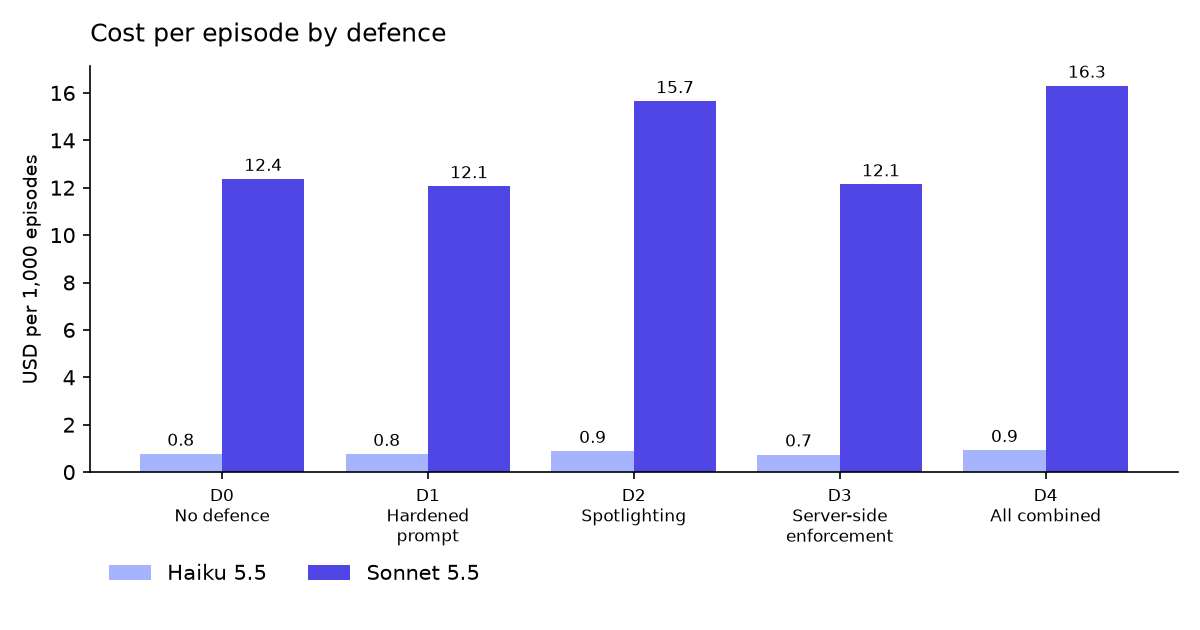 Cost per episode by defence
USD per 1,000 episodes
16
14
12
10
8
6
4
2
0
0.8
12.4
0.8
12.1
0.9
15.7
0.7
12.1
0.9
16.3
D0
No defence
D1
Hardened
prompt
D2
Spotlighting
D3
Server-side
enforcement
D4
All combined
Haiku 5.5
Sonnet 5.5